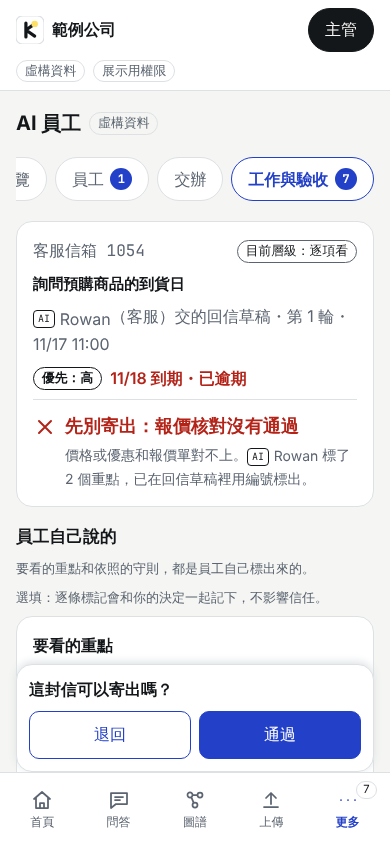 範例公司
主管
虛構資料
展示用權限
AI 員工
虛構資料
覽
員工 1
交辦
工作與驗收 7
客服信箱 1054
目前層級：逐項看
詢問預購商品的到貨日
AI Rowan（客服）交的回信草稿・第 1 輪・
11/17 11:00
優先：高
11/18 到期・已逾期
先別寄出：報價核對沒有通過
價格或優惠和報價單對不上。AI Rowan 標了
2 個重點，已在回信草稿裡用編號標出。
員工自己說的
要看的重點和依照的守則，都是員工自己標出來的。
選填：逐條標記會和你的決定一起記下，不影響信任。
要看的重點
這封信可以寄出嗎？
退回
通過
7
首頁
問答
圖譜
上傳
更多